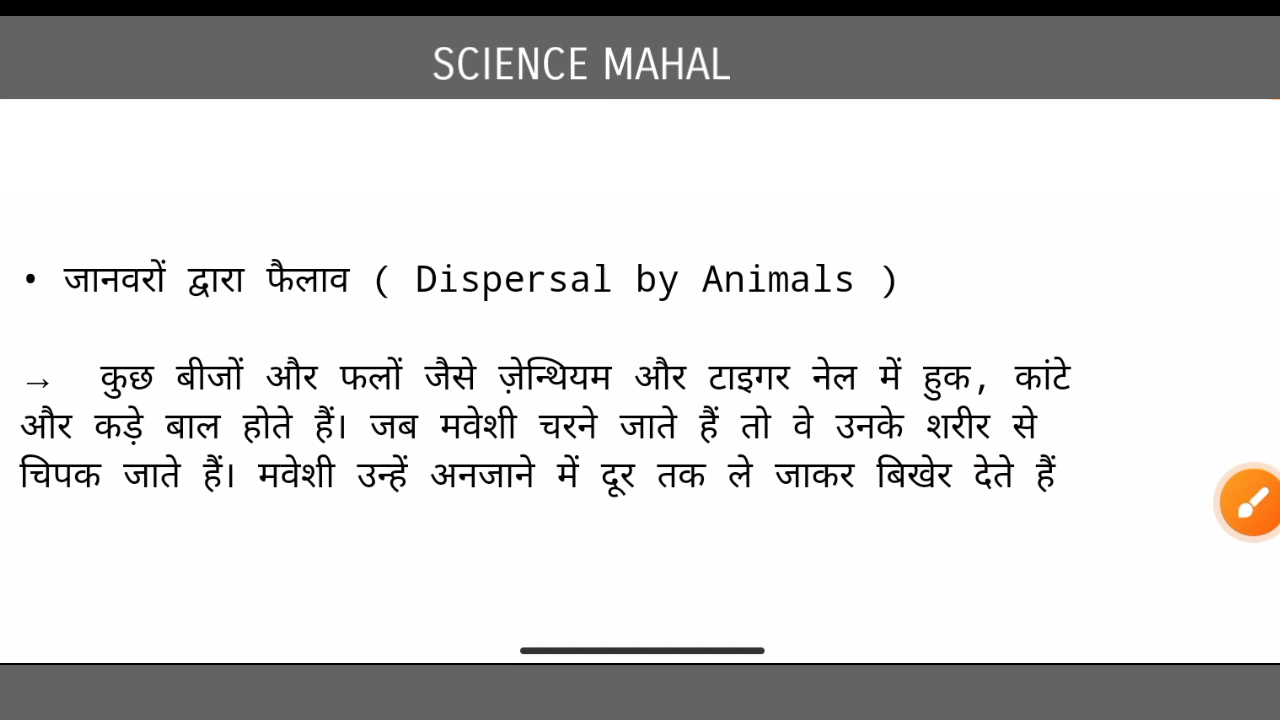 SCIENCE MAHAL
• जानवरों द्वारा फैलाव ( Dispersal by Animals )
→ कुछ बीजों और फलों जैसे ज़ेन्थियम और टाइगर नेल में हुक, कांटे
और कड़े बाल होते हैं। जब मवेशी चरने जाते हैं तो वे उनके शरीर से
चिपक जाते हैं। मवेशी उन्हें अनजाने में दूर तक ले जाकर बिखेर देते हैं